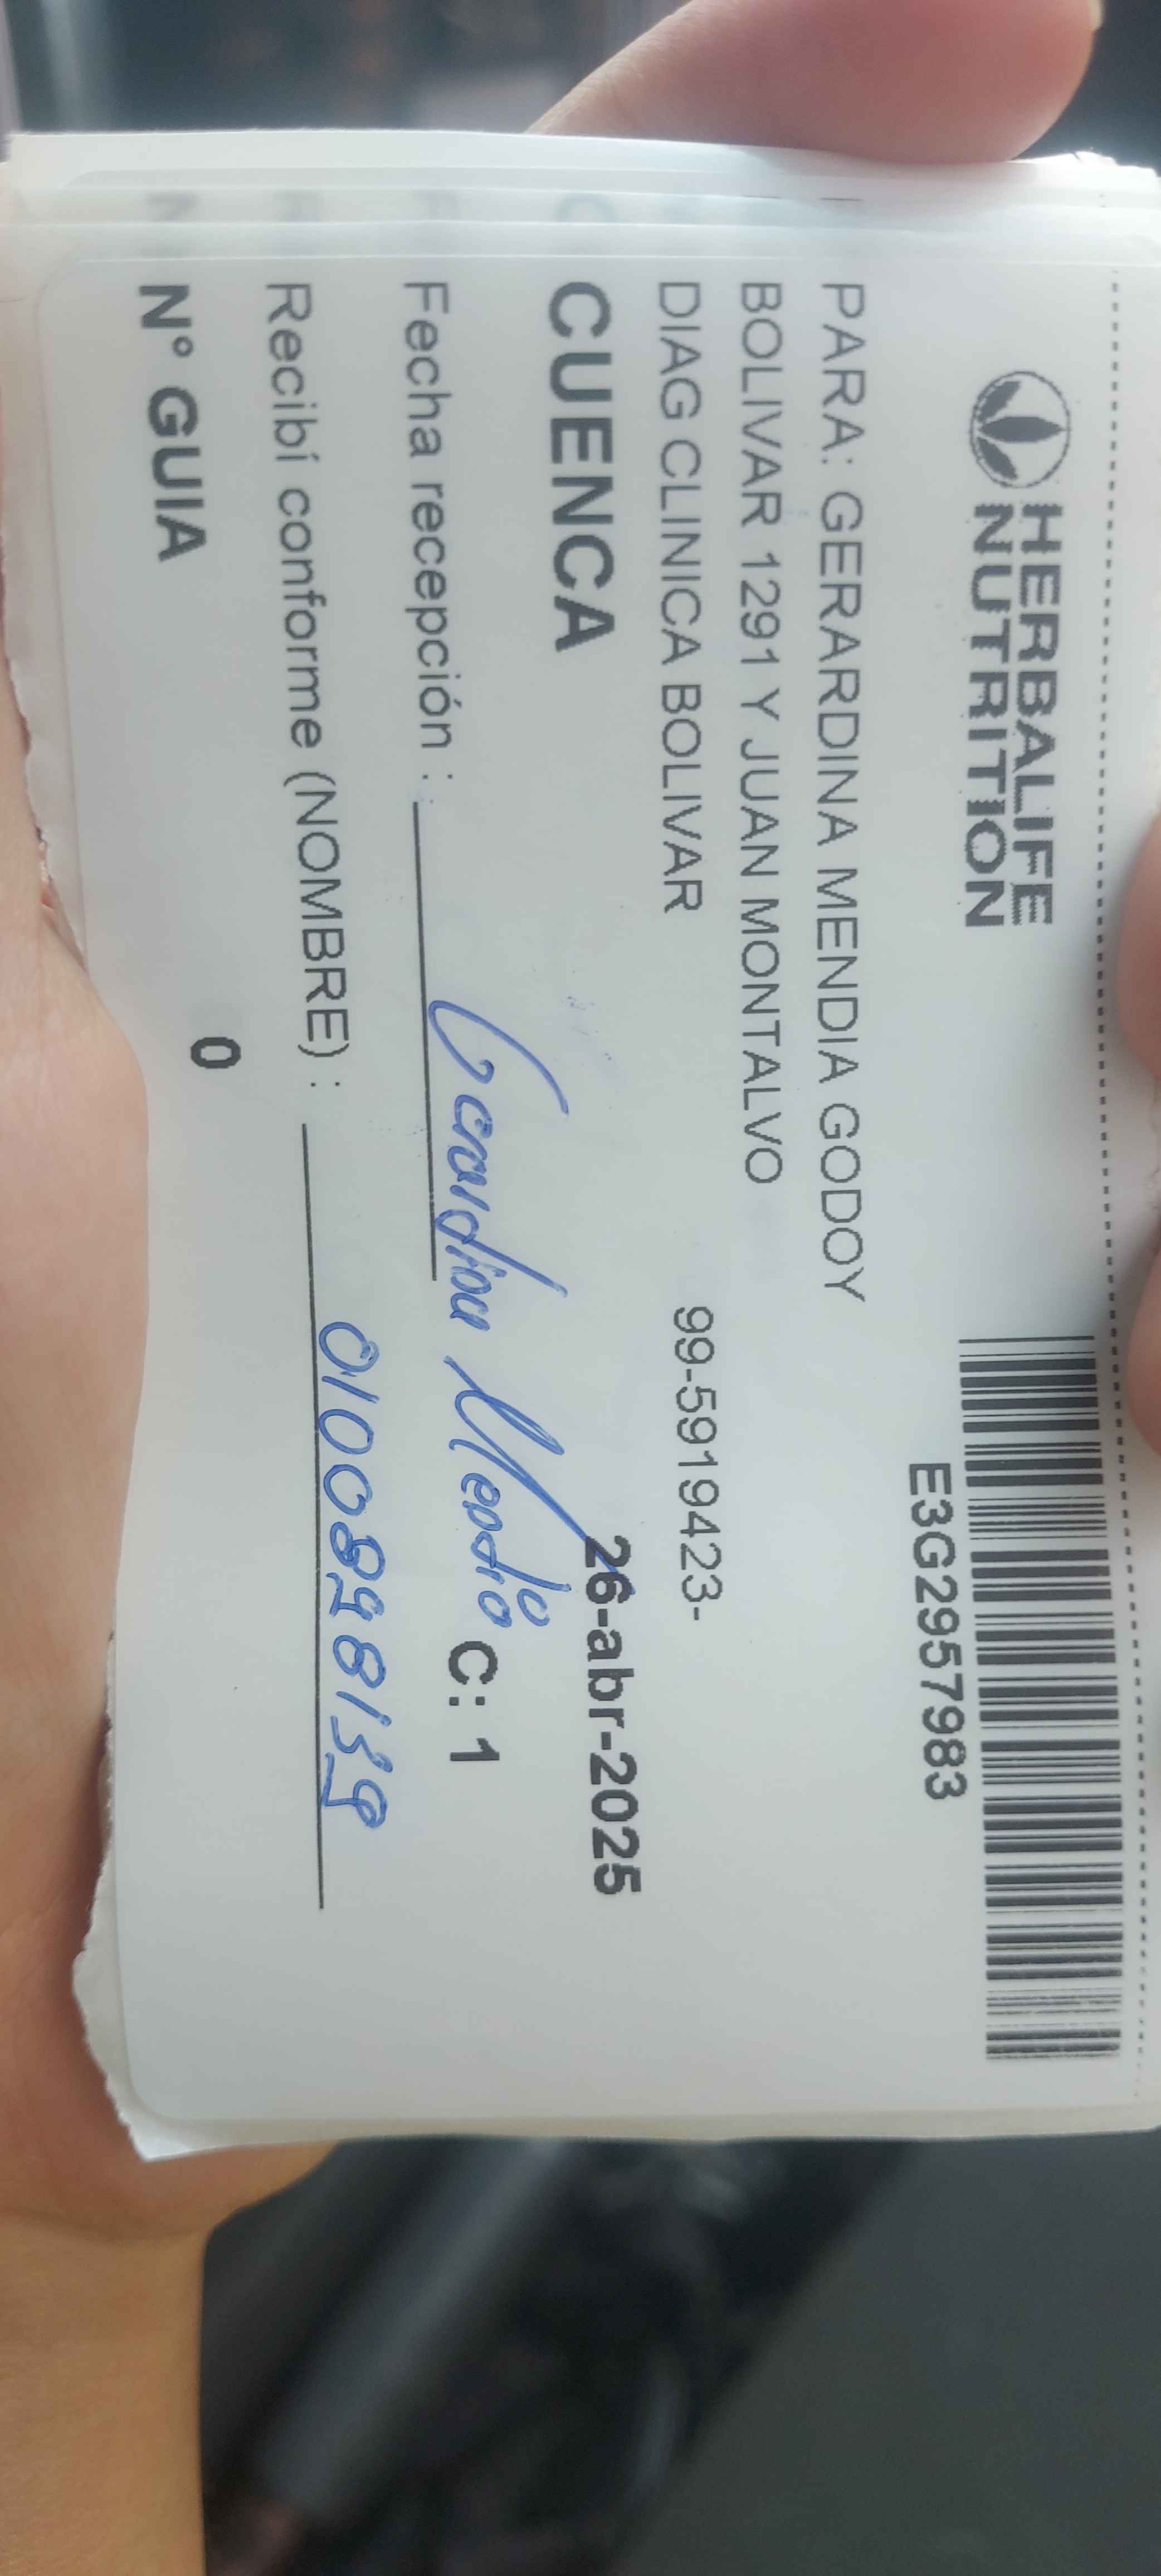 HERBALIFE
NUTRITION
E3G2957983
PARA: GERARDINA MENDIA GODOY
BOLIVAR 1291 Y JUAN MONTALVO
DIAG CLINICA BOLIVAR 99-5919423-
CUENCA 26-abr-2025
Fecha recepción : C: 1
Recibí conforme (NOMBRE) :
N° GUIA 0